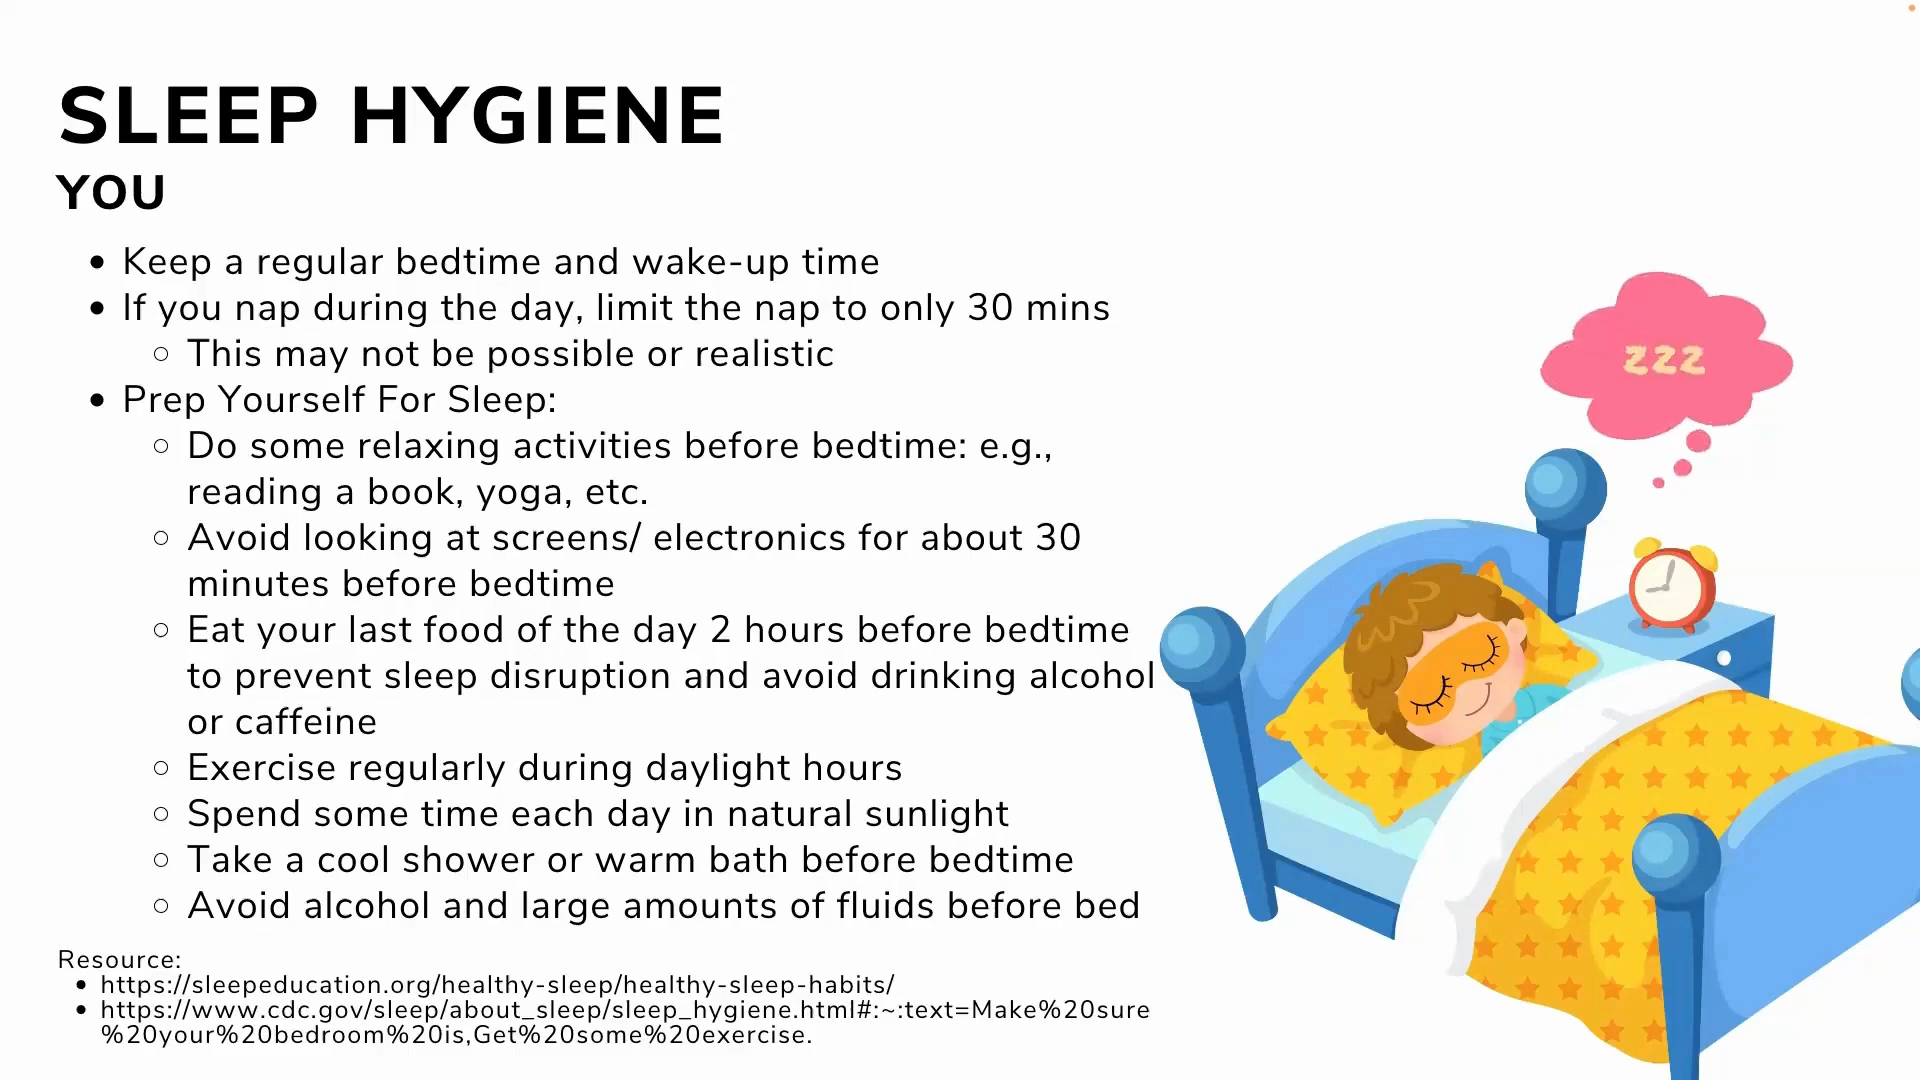 SLEEP HYGIENE
YOU
• Keep a regular bedtime and wake-up time
• If you nap during the day, limit the nap to only 30 mins
○ This may not be possible or realistic
• Prep Yourself For Sleep:
○ Do some relaxing activities before bedtime: e.g.,
reading a book, yoga, etc.
○ Avoid looking at screens/ electronics for about 30
minutes before bedtime
○ Eat your last food of the day 2 hours before bedtime
to prevent sleep disruption and avoid drinking alcohol
or caffeine
○ Exercise regularly during daylight hours
○ Spend some time each day in natural sunlight
○ Take a cool shower or warm bath before bedtime
○ Avoid alcohol and large amounts of fluids before bed
Resource:
• https://sleepeducation.org/healthy-sleep/healthy-sleep-habits/
• https://www.cdc.gov/sleep/about_sleep/sleep_hygiene.html#:~:text=Make%20sure
%20your%20bedroom%20is,Get%20some%20exercise.
zzz